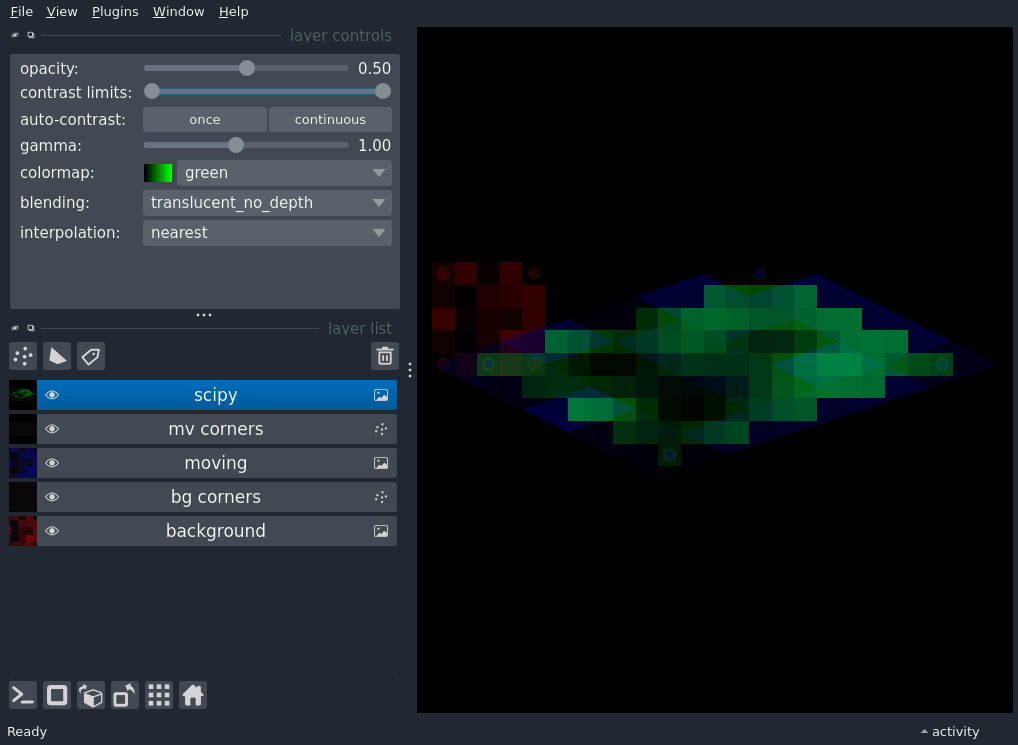 File View Plugins Window Help
layer controls
opacity: 0.50
contrast limits:
auto-contrast: once continuous
gamma: 1.00
colormap: green
blending: translucent_no_depth
interpolation: nearest
layer list
scipy
mv corners
moving
bg corners
background
Ready activity